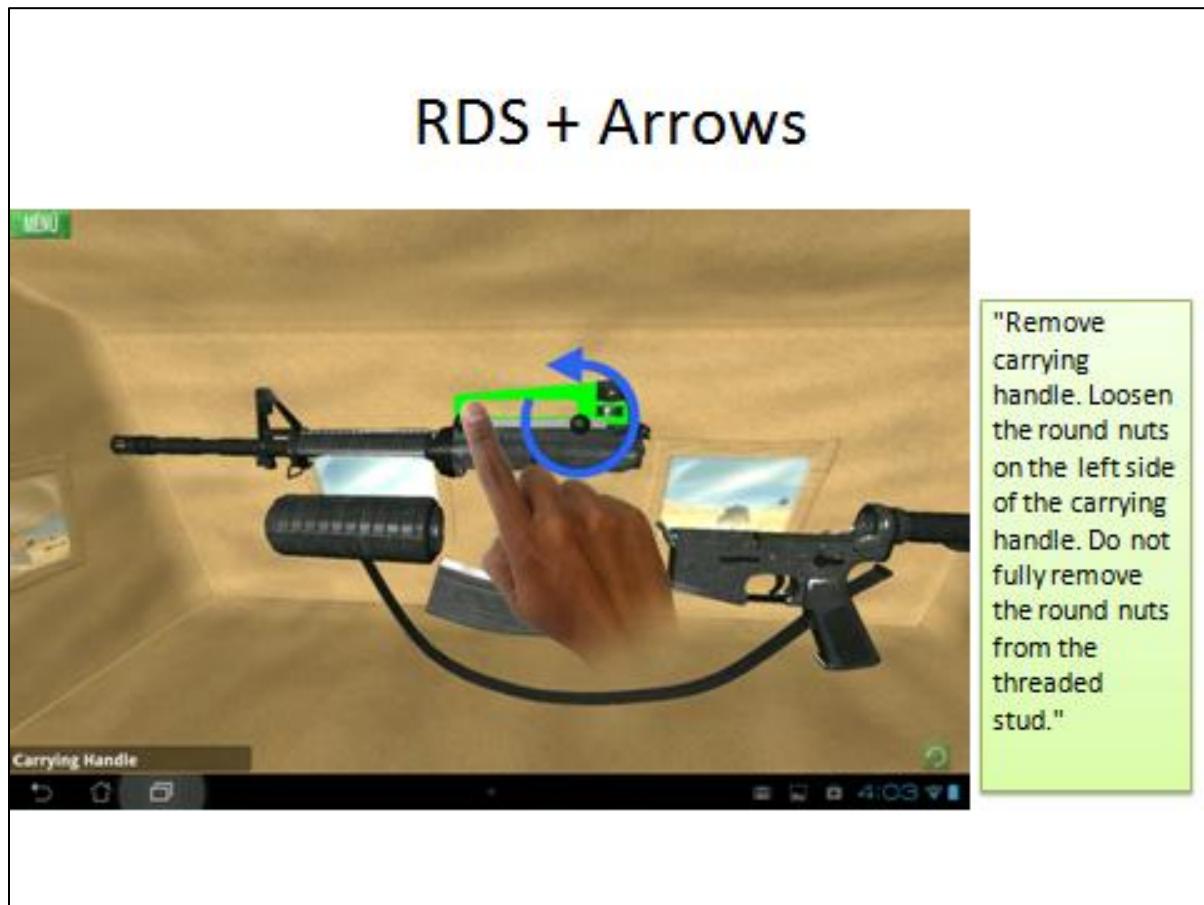 RDS + Arrows
MENU
"Remove
carrying
handle. Loosen
the round nuts
on the left side
of the carrying
handle. Do not
fully remove
the round nuts
from the
threaded
stud."
Carrying Handle
4:03